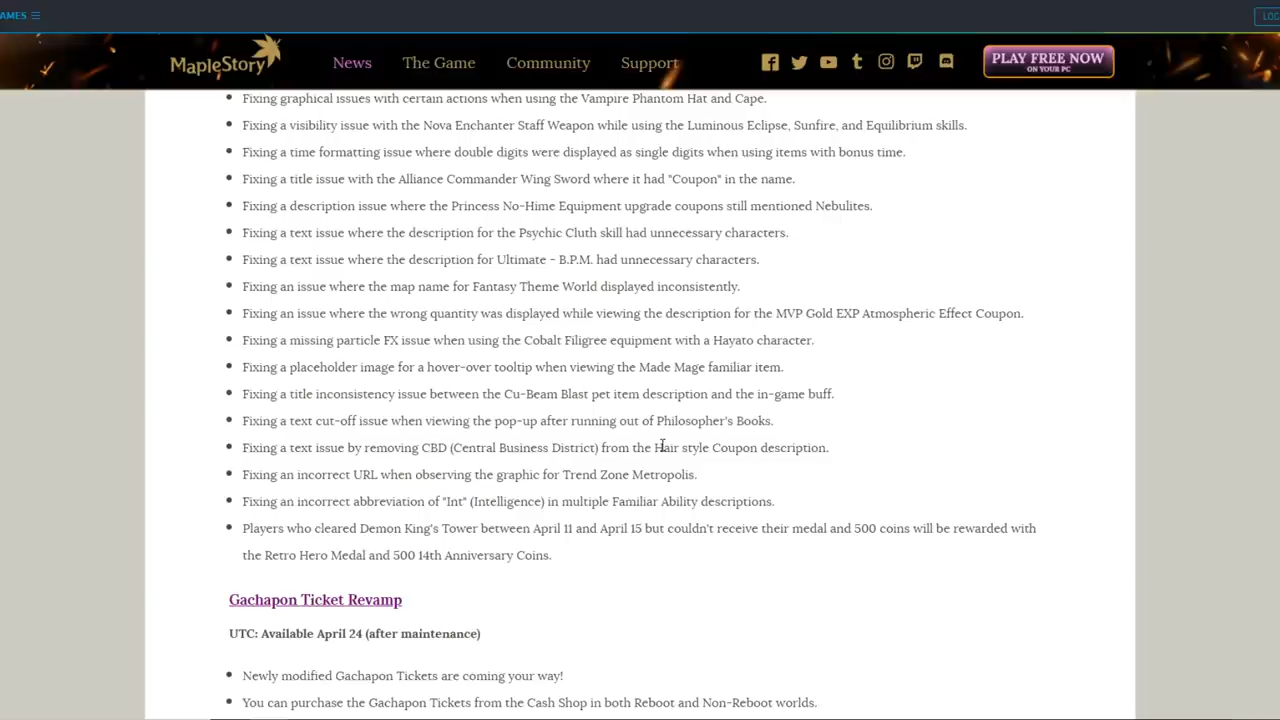 AMES
LOG
MapleStory
News
The Game
Community
Support
PLAY FREE NOW
ON YOUR PC
Fixing graphical issues with certain actions when using the Vampire Phantom Hat and Cape.
Fixing a visibility issue with the Nova Enchanter Staff Weapon while using the Luminous Eclipse, Sunfire, and Equilibrium skills.
Fixing a time formatting issue where double digits were displayed as single digits when using items with bonus time.
Fixing a title issue with the Alliance Commander Wing Sword where it had "Coupon" in the name.
Fixing a description issue where the Princess No-Hime Equipment upgrade coupons still mentioned Nebulites.
Fixing a text issue where the description for the Psychic Cluth skill had unnecessary characters.
Fixing a text issue where the description for Ultimate - B.P.M. had unnecessary characters.
Fixing an issue where the map name for Fantasy Theme World displayed inconsistently.
Fixing an issue where the wrong quantity was displayed while viewing the description for the MVP Gold EXP Atmospheric Effect Coupon.
Fixing a missing particle FX issue when using the Cobalt Filigree equipment with a Hayato character.
Fixing a placeholder image for a hover-over tooltip when viewing the Made Mage familiar item.
Fixing a title inconsistency issue between the Cu-Beam Blast pet item description and the in-game buff.
Fixing a text cut-off issue when viewing the pop-up after running out of Philosopher's Books.
Fixing a text issue by removing CBD (Central Business District) from the Hair style Coupon description.
Fixing an incorrect URL when observing the graphic for Trend Zone Metropolis.
Fixing an incorrect abbreviation of "Int" (Intelligence) in multiple Familiar Ability descriptions.
Players who cleared Demon King's Tower between April 11 and April 15 but couldn't receive their medal and 500 coins will be rewarded with
the Retro Hero Medal and 500 14th Anniversary Coins.
Gachapon Ticket Revamp
UTC: Available April 24 (after maintenance)
Newly modified Gachapon Tickets are coming your way!
You can purchase the Gachapon Tickets from the Cash Shop in both Reboot and Non-Reboot worlds.